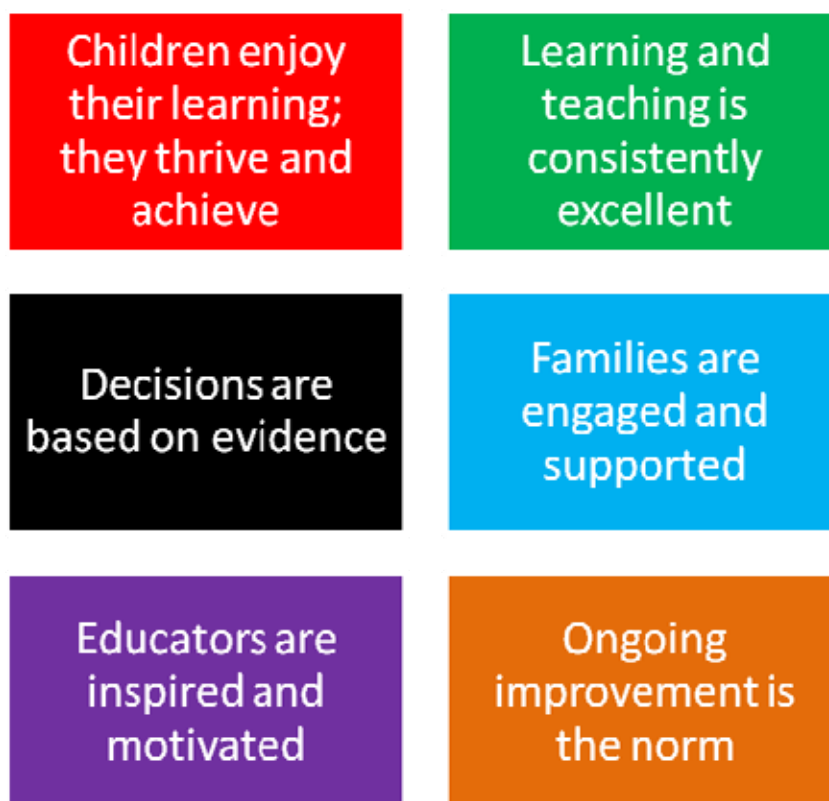 Children enjoy
their learning;
they thrive and
achieve
Learning and
teaching is
consistently
excellent
Decisions are
based on evidence
Families are
engaged and
supported
Educators are
inspired and
motivated
Ongoing
improvement is
the norm